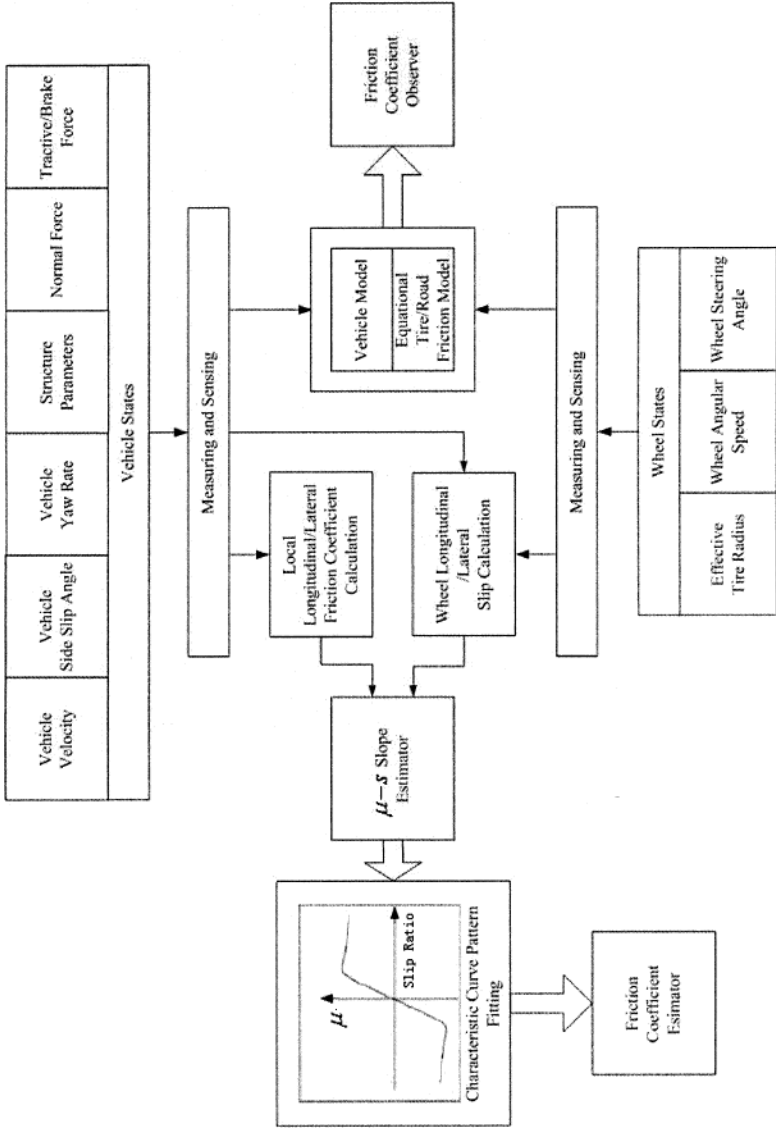 Vehicle
Velocity
Vehicle
Side Slip Angle
Vehicle
Yaw Rate
Structure
Parameters
Normal Force
Tractive/Brake
Force
Vehicle States
Measuring and Sensing
Local
Longitudinal/Lateral
Friction Coefficient
Calculation
Wheel Longitudinal
/Lateral
Slip Calculation
Vehicle Model
Equational
Tire/Road
Friction Model
Friction
Coefficient
Observer
μ-s Slope
Estimator
μ
Slip Ratio
Characteristic Curve Pattern
Fitting
Friction
Coefficient
Esimator
Measuring and Sensing
Wheel States
Effective
Tire Radius
Wheel Angular
Speed
Wheel Steering
Angle